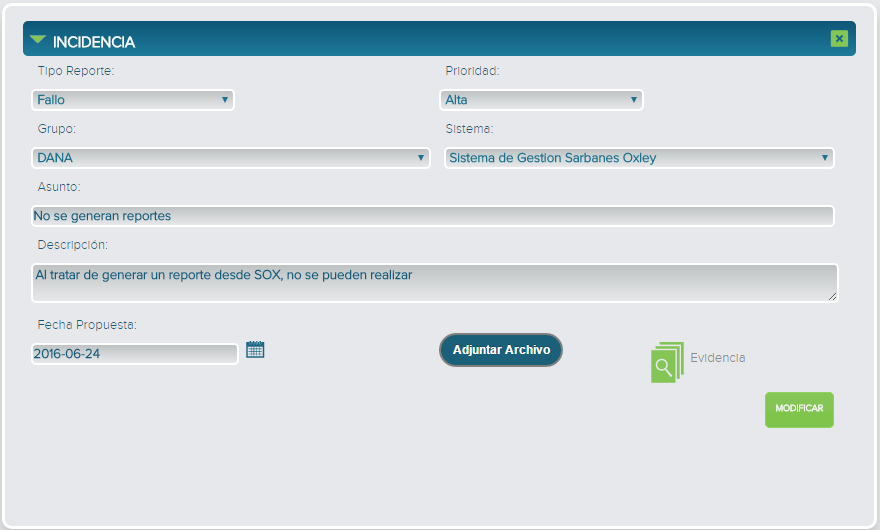 INCIDENCIA
Tipo Reporte:
Prioridad:
Fallo
Alta
Grupo:
Sistema:
DANA
Sistema de Gestion Sarbanes Oxley
Asunto:
No se generan reportes
Descripción:
Al tratar de generar un reporte desde SOX, no se pueden realizar
Fecha Propuesta:
2016-06-24
Adjuntar Archivo
Evidencia
MODIFICAR